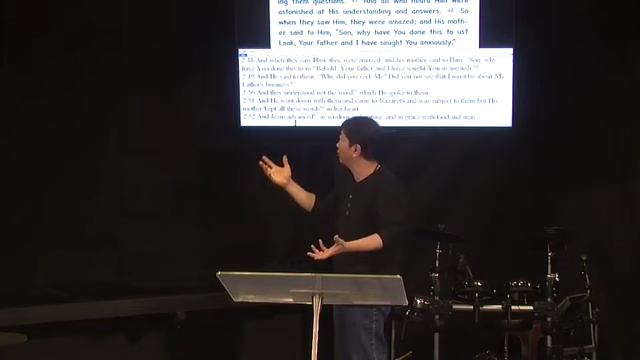 ing them questions. And all who heard Him were
astonished at His understanding and answers. 48 So
when they saw Him, they were amazed; and His moth-
er said to Him, "Son, why have You done this to us?
Look, Your father and I have sought You anxiously."
2:48 And when they saw Him, they were amazed: and his mother said to Him, "Son, why
have You done this to us? Behold, Your father and I have sought You in anguish
2:49 And He said to them: "Why, did you seek Me? Did you not see that I must be about My
Father's business?
2:50 And they understood not the word which He spoke to them.
2:51 And He went down with them and came to Nazareth and was subject to them but His
mother kept all these words in her heart
2:52 And Jesus advanced in wisdom and in grace with God and man